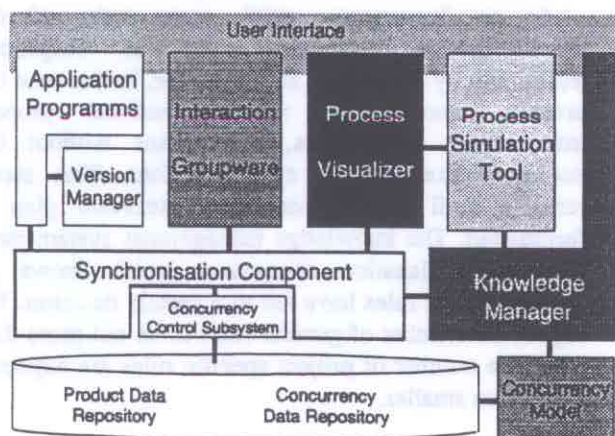 User Interface
Application
Programms
Version
Manager
Interaction
Groupware
Process
Visualizer
Process
Simulation
Tool
Synchronisation Component
Concurrency
Control Subsystem
Knowledge
Manager
Product Data
Repository
Concurrency
Data Repository
Concurrency
Model